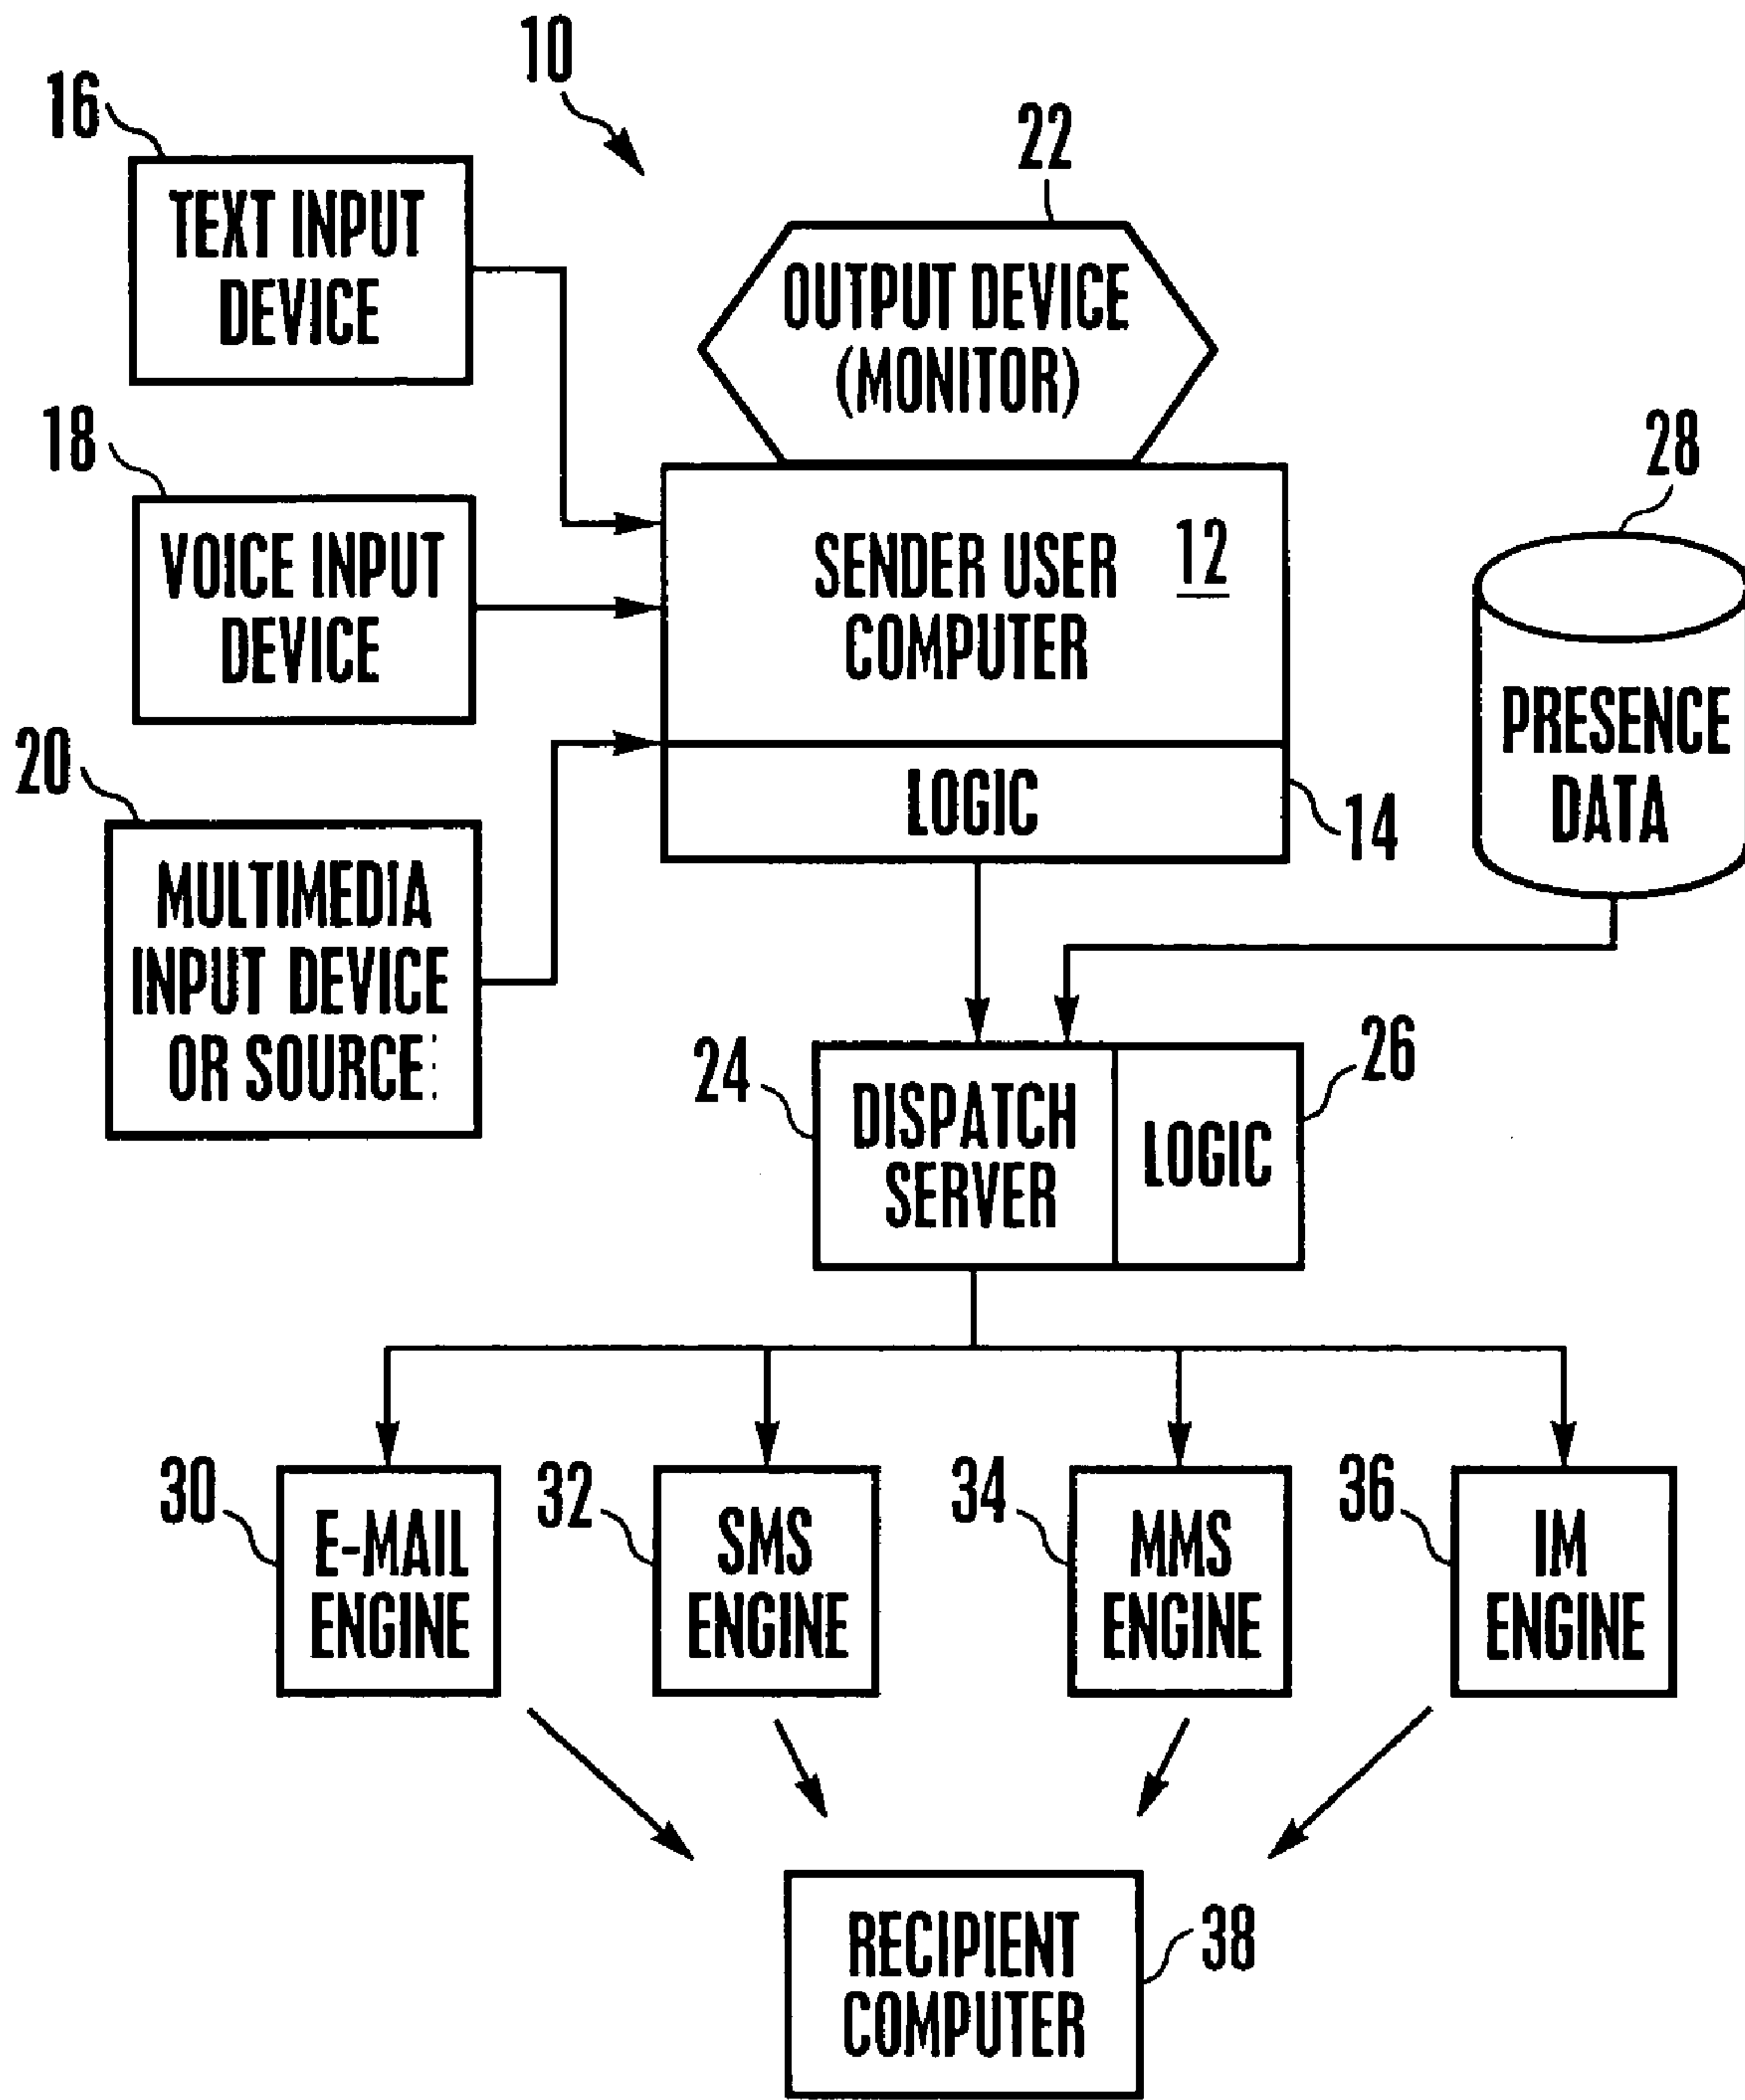 10
16
TEXT INPUT
DEVICE
22
OUTPUT DEVICE
(MONITOR)
18
VOICE INPUT
DEVICE
SENDER USER
COMPUTER
12
28
PRESENCE
DATA
20
MULTIMEDIA
INPUT DEVICE
OR SOURCE
LOGIC
14
24
DISPATCH
SERVER
LOGIC
26
30
E-MAIL
ENGINE
32
SMS
ENGINE
34
MMS
ENGINE
36
IM
ENGINE
RECIPIENT
COMPUTER
38